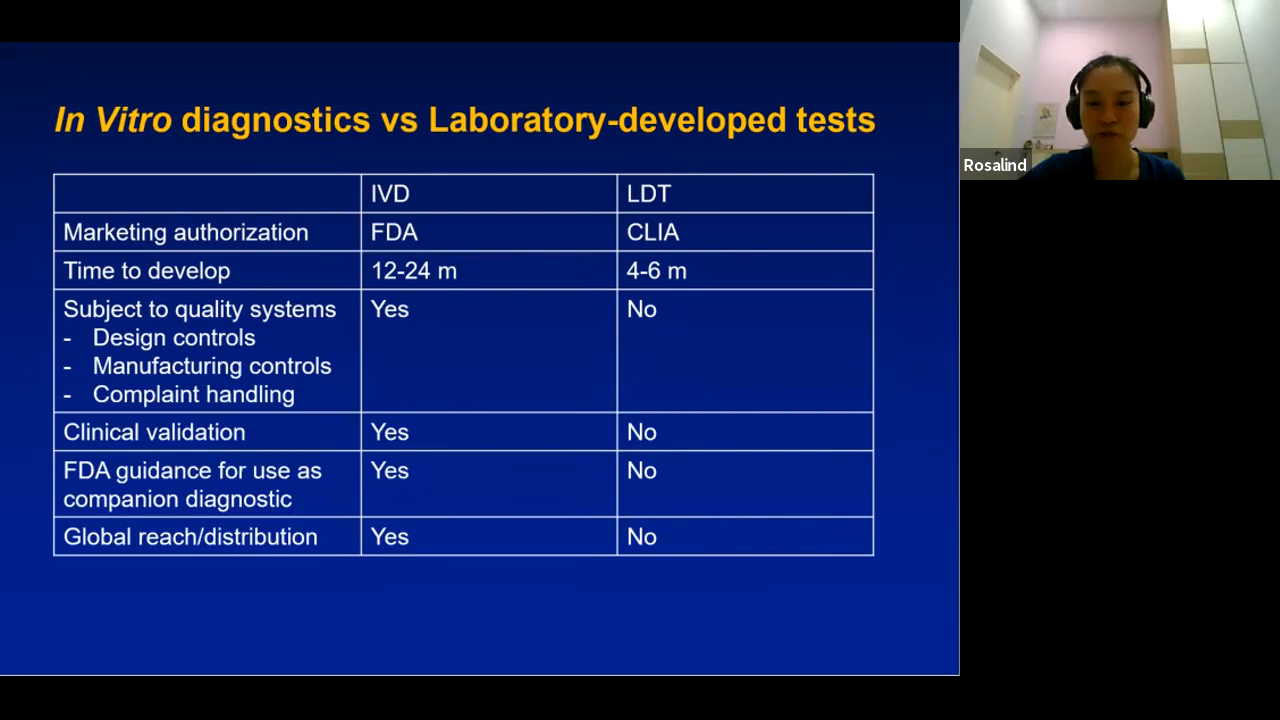 In Vitro diagnostics vs Laboratory-developed tests
IVD
LDT
Marketing authorization
FDA
CLIA
Time to develop
12-24 m
4-6 m
Subject to quality systems
- Design controls
- Manufacturing controls
- Complaint handling
Yes
No
Clinical validation
Yes
No
FDA guidance for use as
companion diagnostic
Yes
No
Global reach/distribution
Yes
No
Rosalind